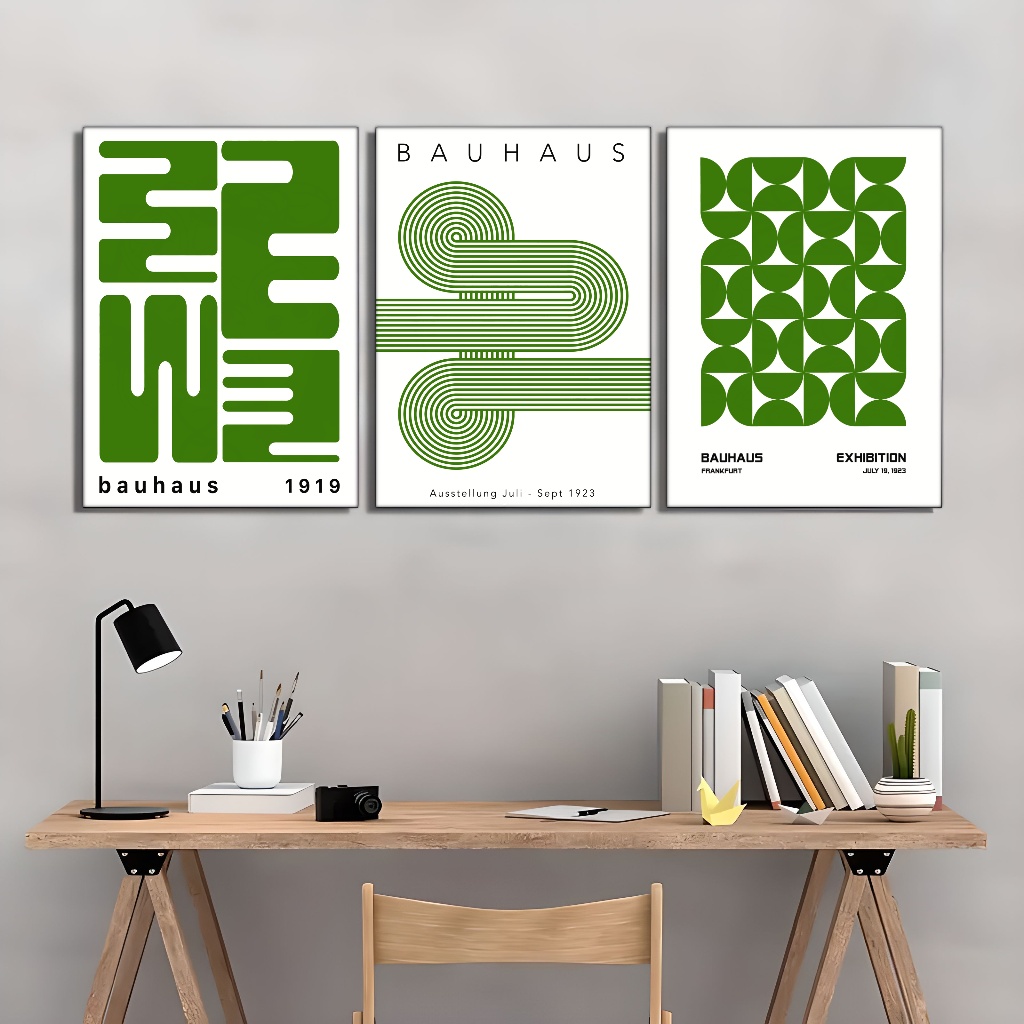 bauhaus 1919
BAUHAUS
Ausstellung Juli - Sept 1923
BAUHAUS EXHIBITION
FRANKFURT JULY 19, 1923